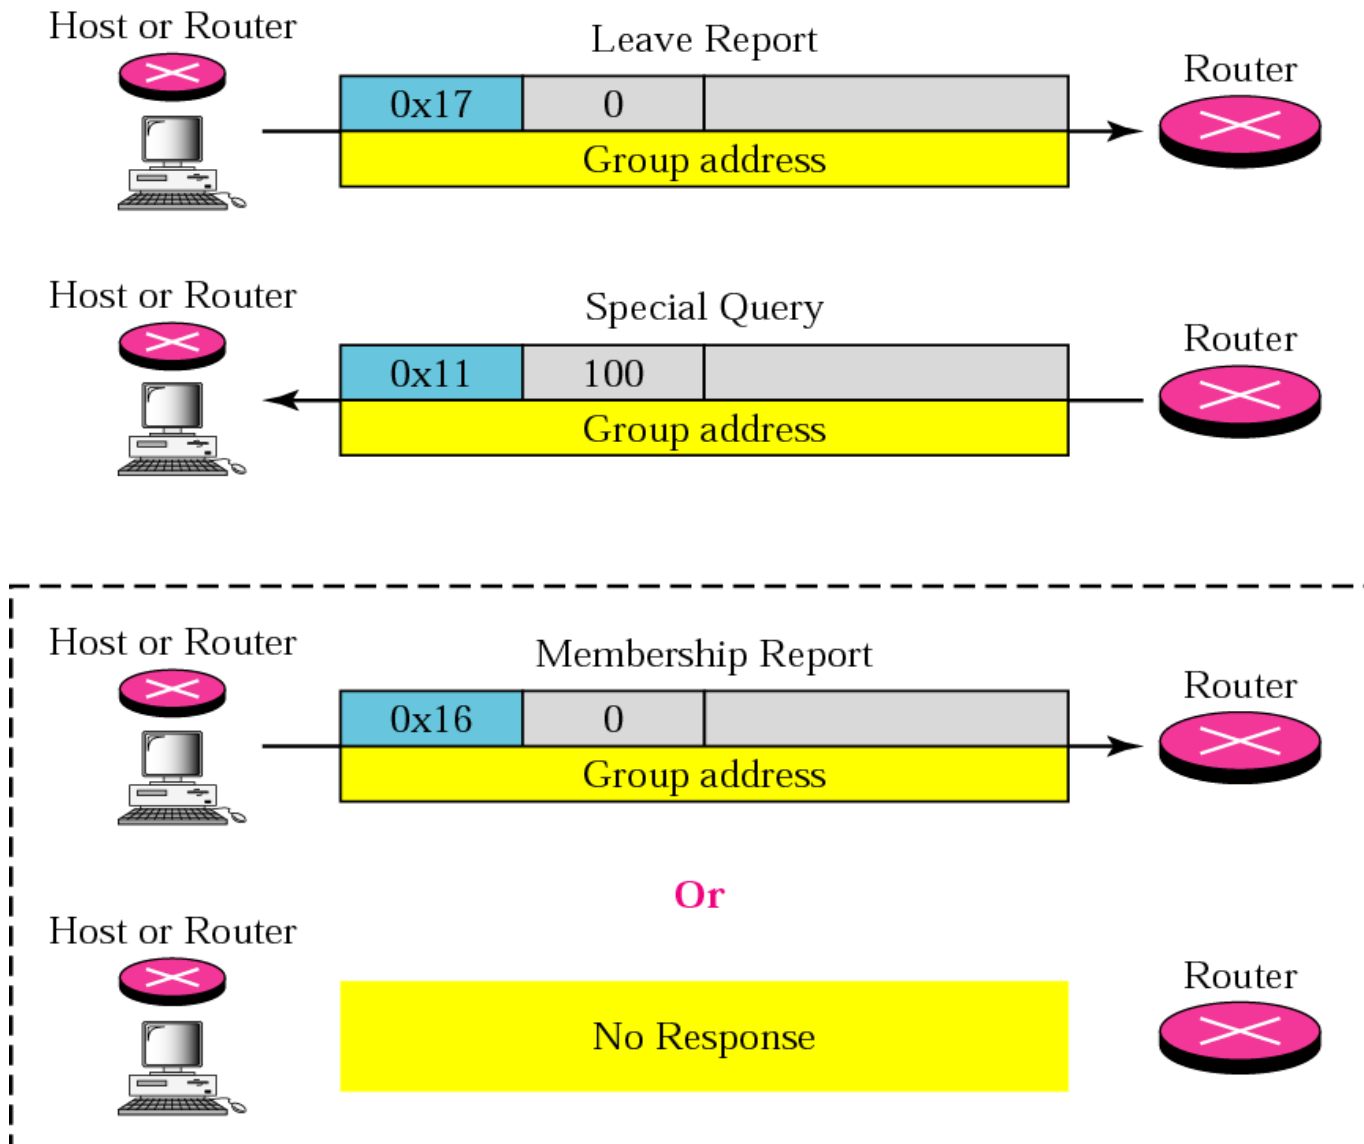 Host or Router
Leave Report
Router
0x17 0
Group address
Host or Router
Special Query
Router
0x11 100
Group address
Host or Router
Membership Report
Router
0x16 0
Group address
Or
Host or Router
Router
No Response